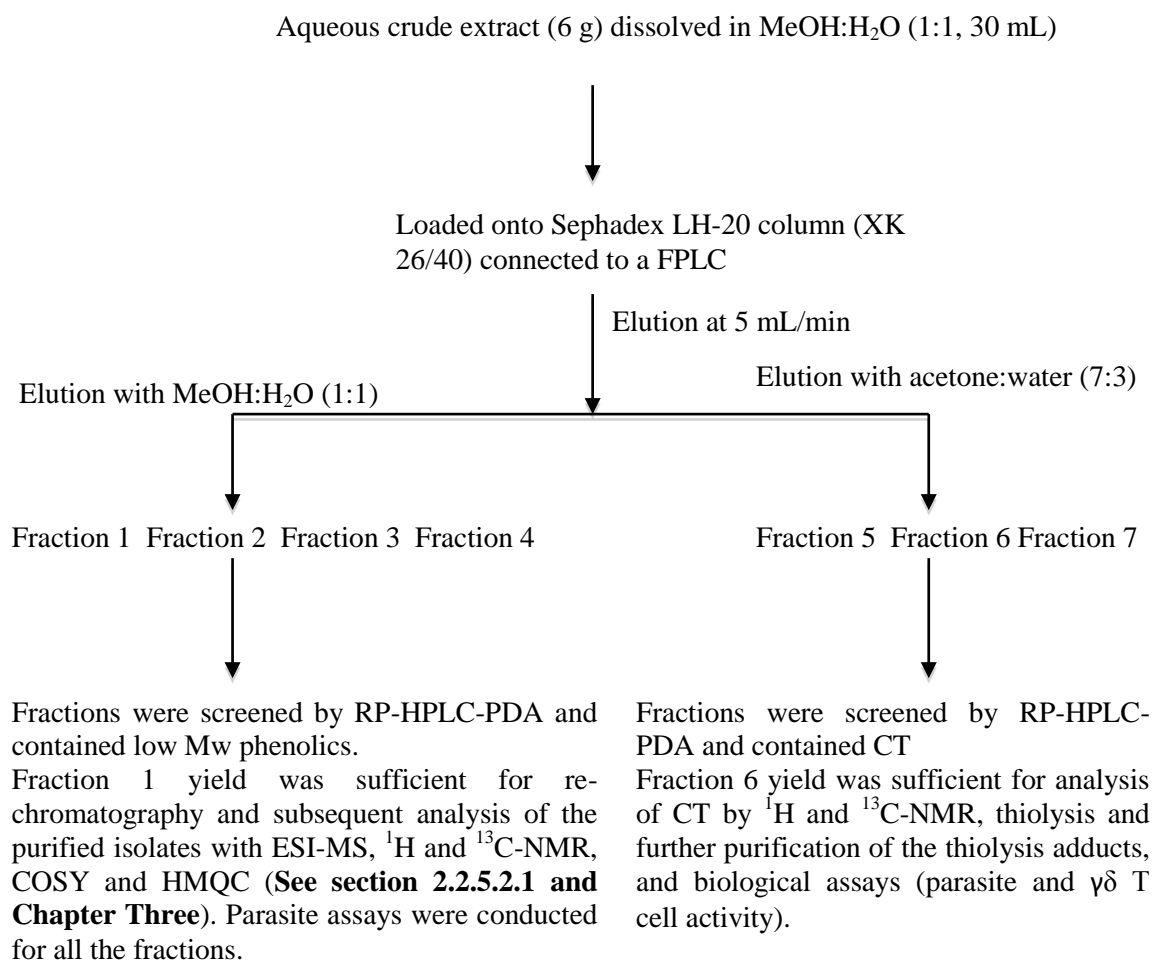 Aqueous crude extract (6 g) dissolved in MeOH:H₂O (1:1, 30 mL)
Loaded onto Sephadex LH-20 column (XK
26/40) connected to a FPLC
Elution at 5 mL/min
Elution with MeOH:H₂O (1:1)
Elution with acetone:water (7:3)
Fraction 1 Fraction 2 Fraction 3 Fraction 4
Fraction 5 Fraction 6 Fraction 7
Fractions were screened by RP-HPLC-PDA and
contained low Mw phenolics.
Fraction 1 yield was sufficient for re-
chromatography and subsequent analysis of the
purified isolates with ESI-MS, ¹H and ¹³C-NMR,
COSY and HMQC (See section 2.2.5.2.1 and
Chapter Three). Parasite assays were conducted
for all the fractions.
Fractions were screened by RP-HPLC-
PDA and contained CT
Fraction 6 yield was sufficient for analysis
of CT by ¹H and ¹³C-NMR, thiolysis and
further purification of the thiolysis adducts,
and biological assays (parasite and γδ T
cell activity).